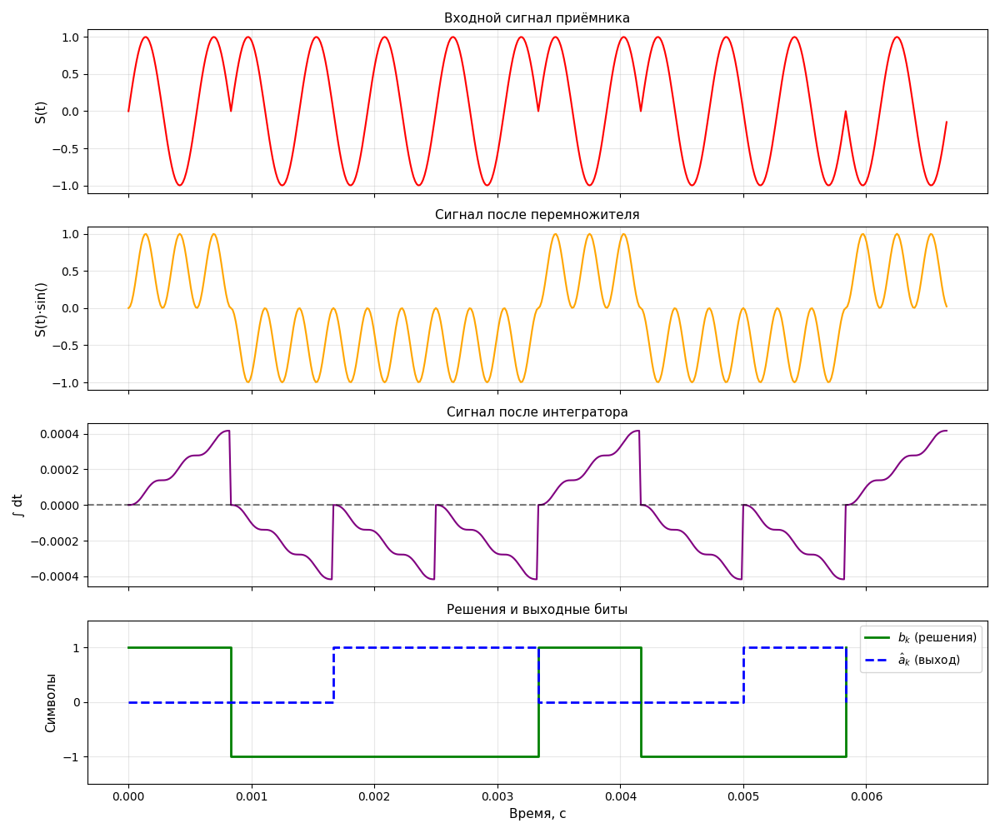 Входной сигнал приёмника
S(t)
1.0
0.5
0.0
−0.5
−1.0
Сигнал после перемножителя
S(t)·sin()
1.0
0.5
0.0
−0.5
−1.0
Сигнал после интегратора
∫ dt
0.0004
0.0002
0.0000
−0.0002
−0.0004
Решения и выходные биты
Символы
1
0
−1
b_k (решения)
â_k (выход)
0.000 0.001 0.002 0.003 0.004 0.005 0.006
Время, с